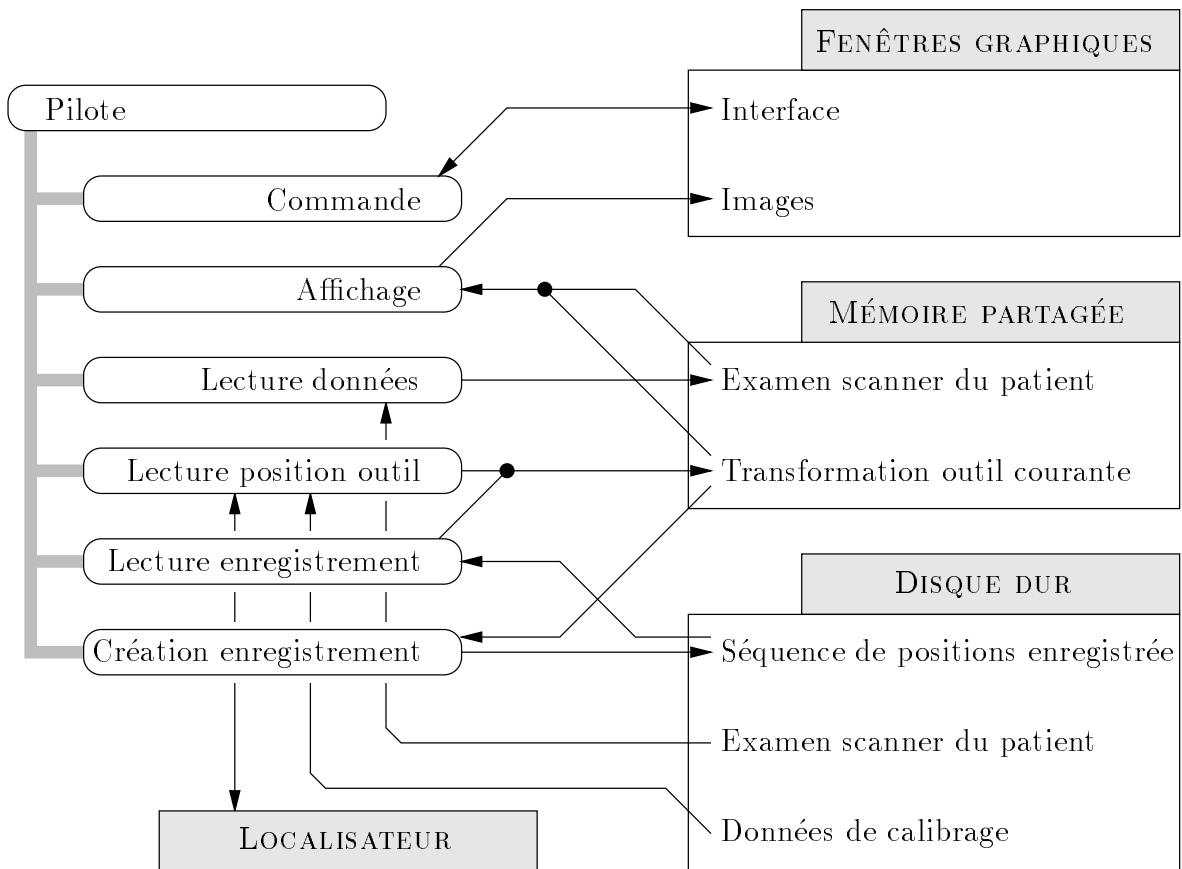 FENÊTRES GRAPHIQUES
Pilote
Interface
Commande
Images
Affichage
MÉMOIRE PARTAGÉE
Lecture données
Examen scanner du patient
Lecture position outil
Transformation outil courante
Lecture enregistrement
DISQUE DUR
Création enregistrement
Séquence de positions enregistrée
Examen scanner du patient
Données de calibrage
LOCALISATEUR